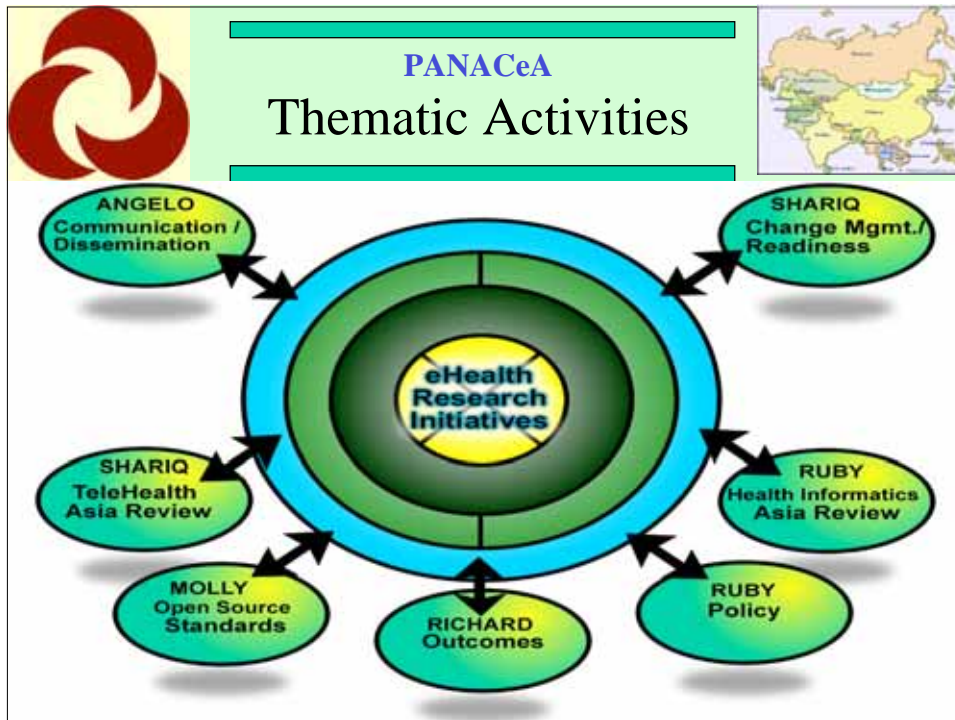 PANACeA
Thematic Activities
ANGELO
Communication /
Dissemination
SHARIQ
Change Mgmt./
Readiness
eHealth
Research
Initiatives
SHARIQ
TeleHealth
Asia Review
RUBY
Health Informatics
Asia Review
MOLLY
Open Source
Standards
RICHARD
Outcomes
RUBY
Policy